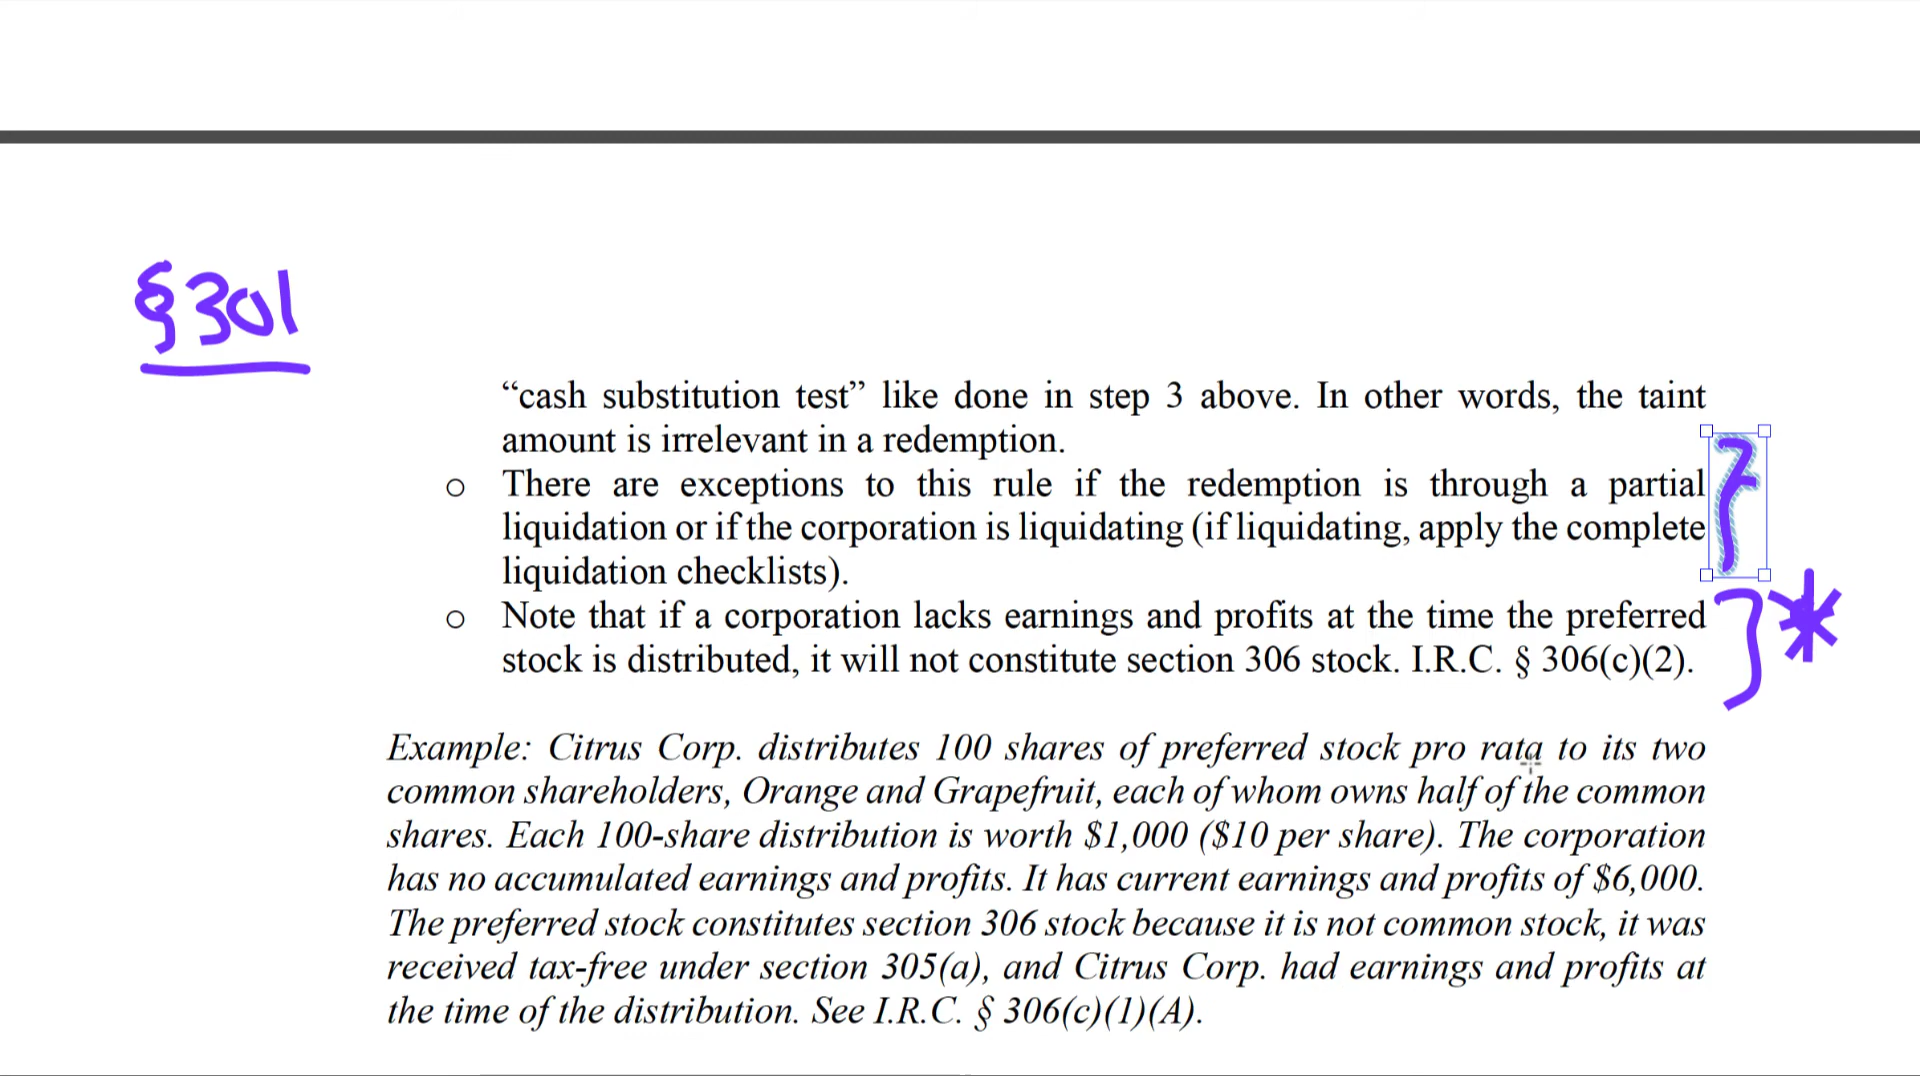 §301
“cash substitution test” like done in step 3 above. In other words, the taint
amount is irrelevant in a redemption.
o There are exceptions to this rule if the redemption is through a partial
liquidation or if the corporation is liquidating (if liquidating, apply the complete
liquidation checklists).
o Note that if a corporation lacks earnings and profits at the time the preferred
stock is distributed, it will not constitute section 306 stock. I.R.C. § 306(c)(2).
Example: Citrus Corp. distributes 100 shares of preferred stock pro rata to its two
common shareholders, Orange and Grapefruit, each of whom owns half of the common
shares. Each 100-share distribution is worth $1,000 ($10 per share). The corporation
has no accumulated earnings and profits. It has current earnings and profits of $6,000.
The preferred stock constitutes section 306 stock because it is not common stock, it was
received tax-free under section 305(a), and Citrus Corp. had earnings and profits at
the time of the distribution. See I.R.C. § 306(c)(1)(A).